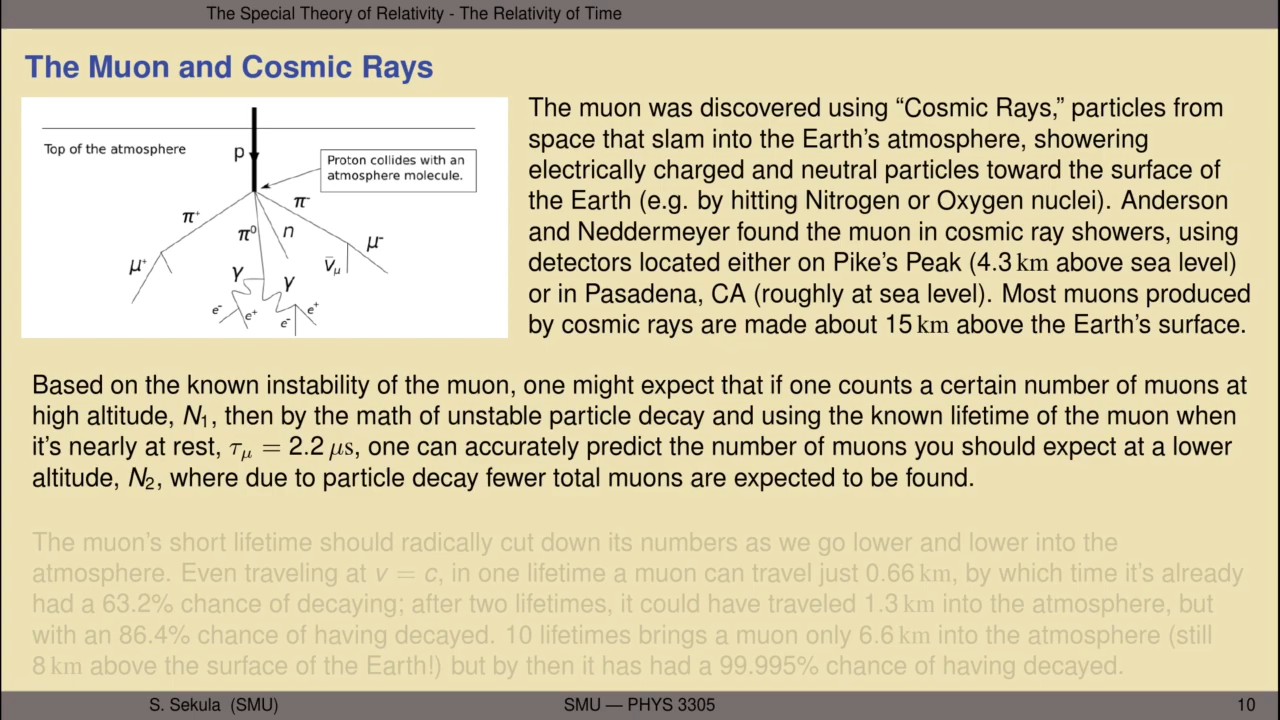 The Special Theory of Relativity - The Relativity of Time
The Muon and Cosmic Rays
Top of the atmosphere
p
Proton collides with an
atmosphere molecule.
π⁺
π⁻
π⁰
n
μ⁺
μ⁻
γ
γ
ν̄μ
e⁻
e⁺
e⁻
e⁺
The muon was discovered using “Cosmic Rays,” particles from
space that slam into the Earth’s atmosphere, showering
electrically charged and neutral particles toward the surface of
the Earth (e.g. by hitting Nitrogen or Oxygen nuclei). Anderson
and Neddermeyer found the muon in cosmic ray showers, using
detectors located either on Pike’s Peak (4.3 km above sea level)
or in Pasadena, CA (roughly at sea level). Most muons produced
by cosmic rays are made about 15 km above the Earth’s surface.
Based on the known instability of the muon, one might expect that if one counts a certain number of muons at
high altitude, N₁, then by the math of unstable particle decay and using the known lifetime of the muon when
it’s nearly at rest, τμ = 2.2 μs, one can accurately predict the number of muons you should expect at a lower
altitude, N₂, where due to particle decay fewer total muons are expected to be found.
The muon’s short lifetime should radically cut down its numbers as we go lower and lower into the
atmosphere. Even traveling at v = c, in one lifetime a muon can travel just 0.66 km, by which time it’s already
had a 63.2% chance of decaying; after two lifetimes, it could have traveled 1.3 km into the atmosphere, but
with an 86.4% chance of having decayed. 10 lifetimes brings a muon only 6.6 km into the atmosphere (still
8 km above the surface of the Earth!) but by then it has had a 99.995% chance of having decayed.
S. Sekula (SMU)
SMU — PHYS 3305
10